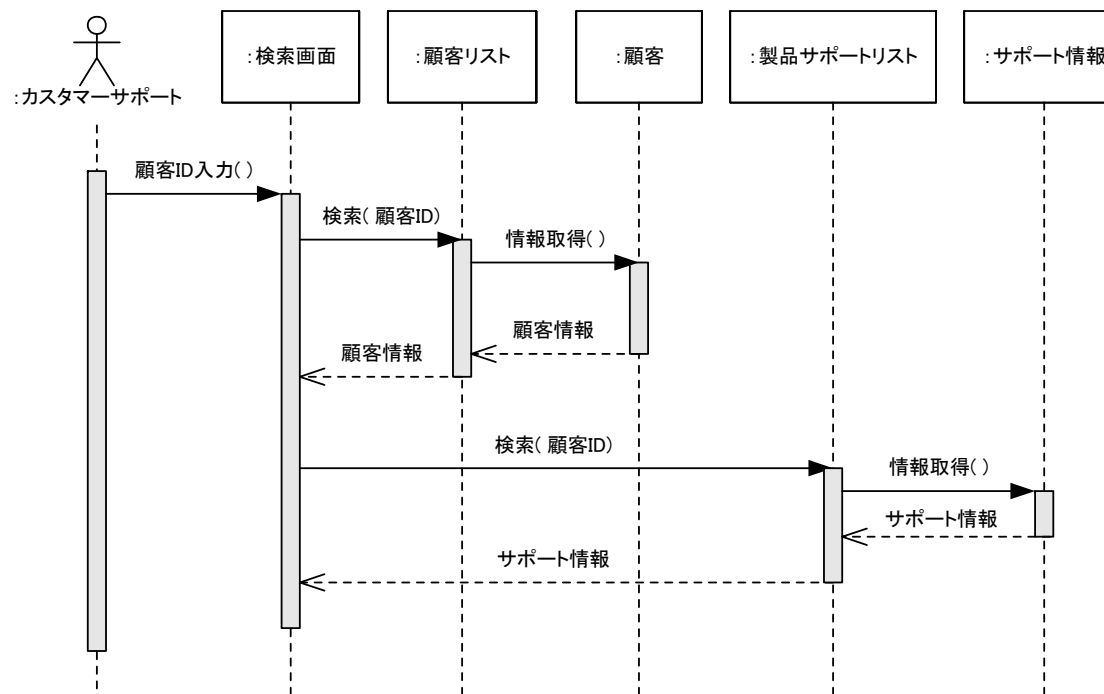 :カスタマーサポート
:検索画面
:顧客リスト
:顧客
:製品サポートリスト
:サポート情報
顧客ID入力( )
検索( 顧客ID)
情報取得( )
顧客情報
顧客情報
検索( 顧客ID)
情報取得( )
サポート情報
サポート情報